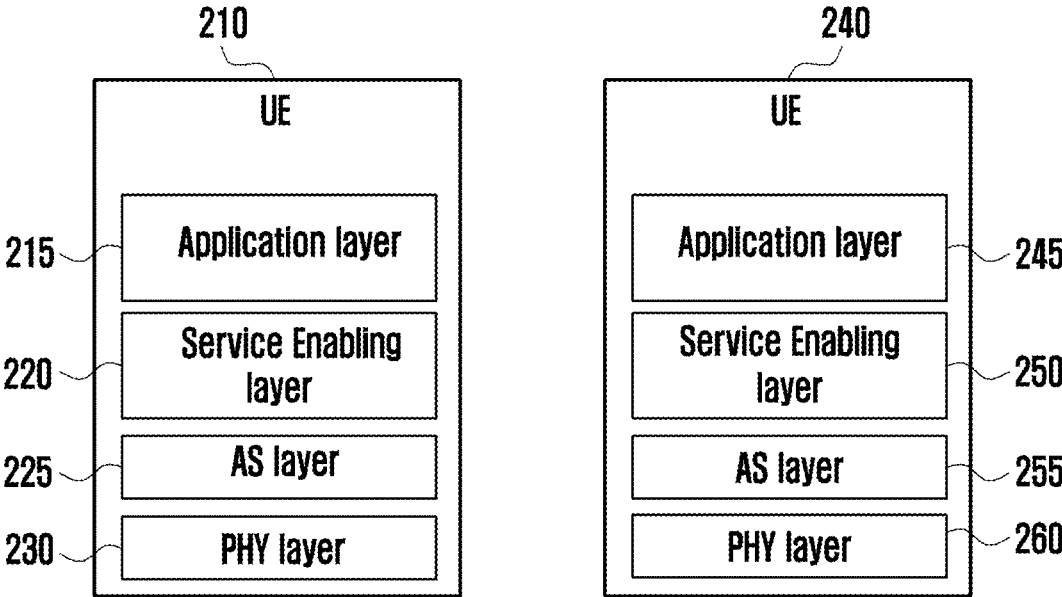 210
240
UE
UE
215
Application layer
Application layer
245
220
Service Enabling
layer
Service Enabling
layer
250
225
AS layer
AS layer
255
230
PHY layer
PHY layer
260